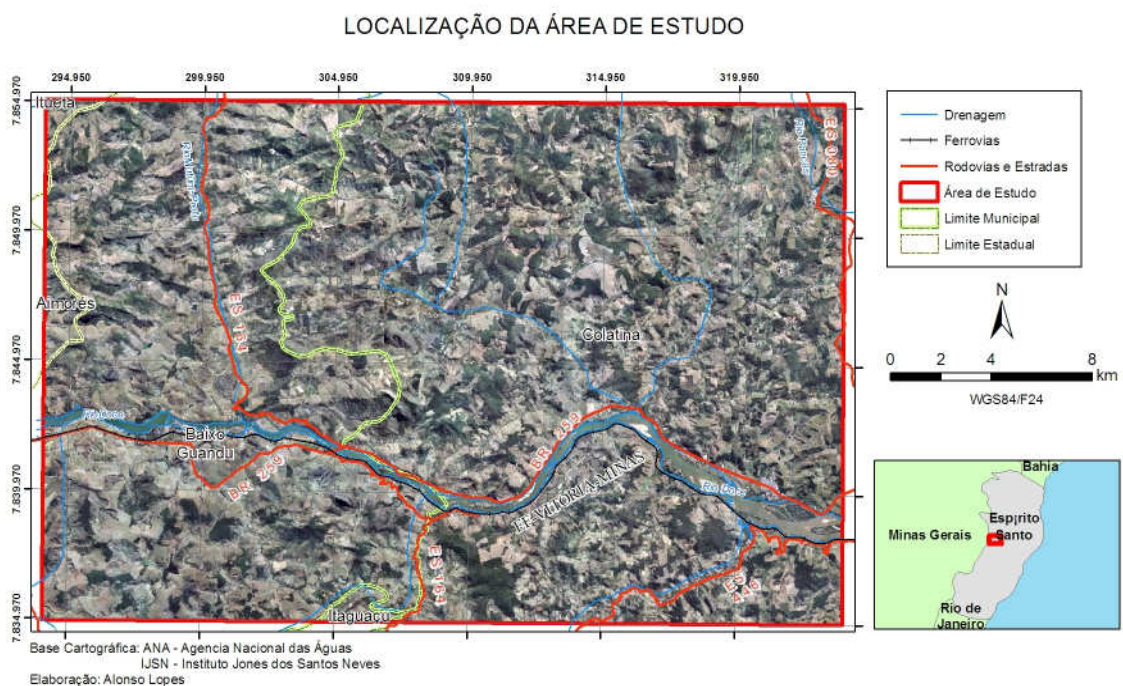 LOCALIZAÇÃO DA ÁREA DE ESTUDO
294.950 299.950 304.950 309.950 314.950 319.950
7.854.970
7.849.970
7.844.970
7.839.970
7.834.970
Itueta
ES 080
Aimorés
ES 164
Colatina
Rio Doce
Baixo
Guandu
BR 259
BR 259
EF VITÓRIA MINAS
Rio Doce
ES 164
ES 446
Itaguaçu
Drenagem
Ferrovias
Rodovias e Estradas
Área de Estudo
Limite Municipal
Limite Estadual
N
0 2 4 8
km
WGS84/F24
Bahia
Espírito
Santo
Minas Gerais
Rio de
Janeiro
Base Cartográfica: ANA - Agencia Nacional das Águas
IJSN - Instituto Jones dos Santos Neves
Elaboração: Alonso Lopes